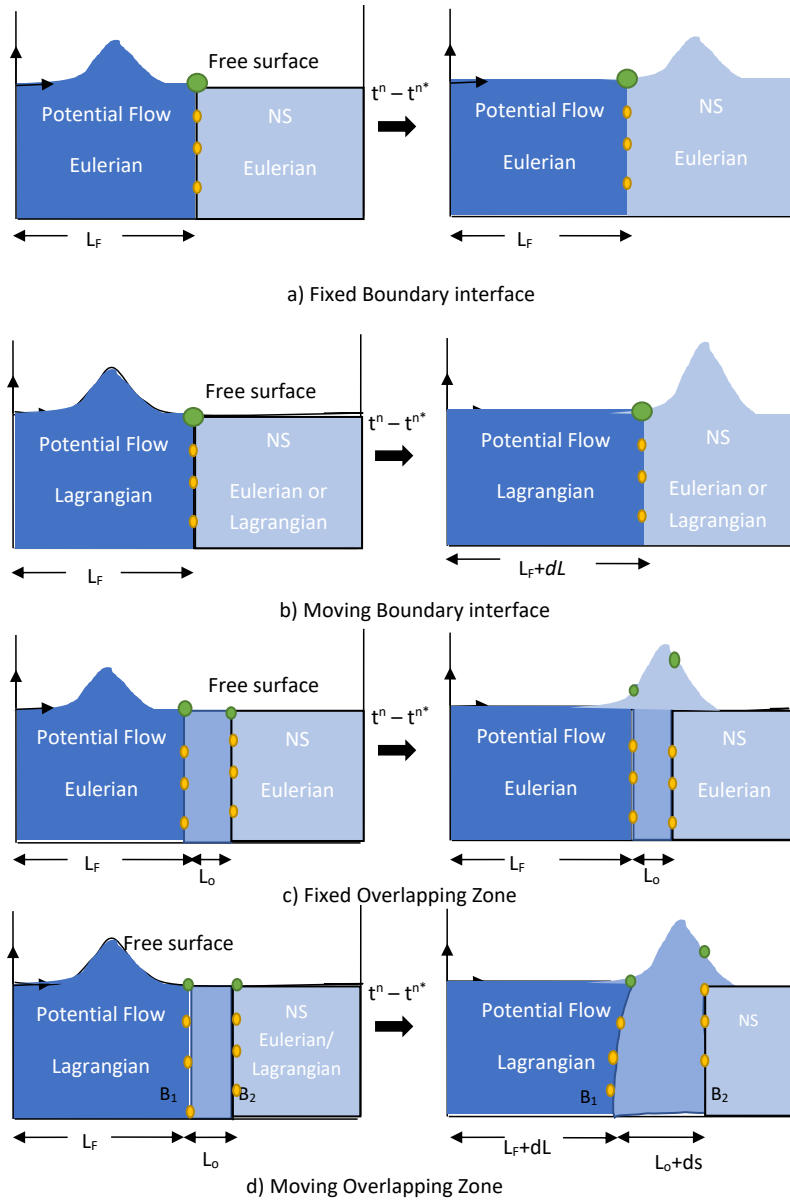 Free surface
tⁿ – tⁿ*
Potential Flow
Eulerian
NS
Eulerian
Potential Flow
Eulerian
NS
Eulerian
L_F
L_F
a) Fixed Boundary interface
Free surface
tⁿ – tⁿ*
Potential Flow
Lagrangian
NS
Eulerian or
Lagrangian
Potential Flow
Lagrangian
NS
Eulerian or
Lagrangian
L_F
L_F+dL
b) Moving Boundary interface
Free surface
tⁿ – tⁿ*
Potential Flow
Eulerian
NS
Eulerian
Potential Flow
Eulerian
NS
Eulerian
L_F
L_o
L_F
L_o
c) Fixed Overlapping Zone
Free surface
tⁿ – tⁿ*
Potential Flow
Lagrangian
NS
Eulerian/
Lagrangian
B₁
B₂
Potential Flow
Lagrangian
NS
B₁
B₂
L_F
L_o
L_F+dL
L_o+ds
d) Moving Overlapping Zone